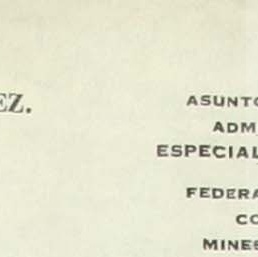 EZ.
ASUNTO
ADM
ESPECIAL
FEDERA
CO
MINES